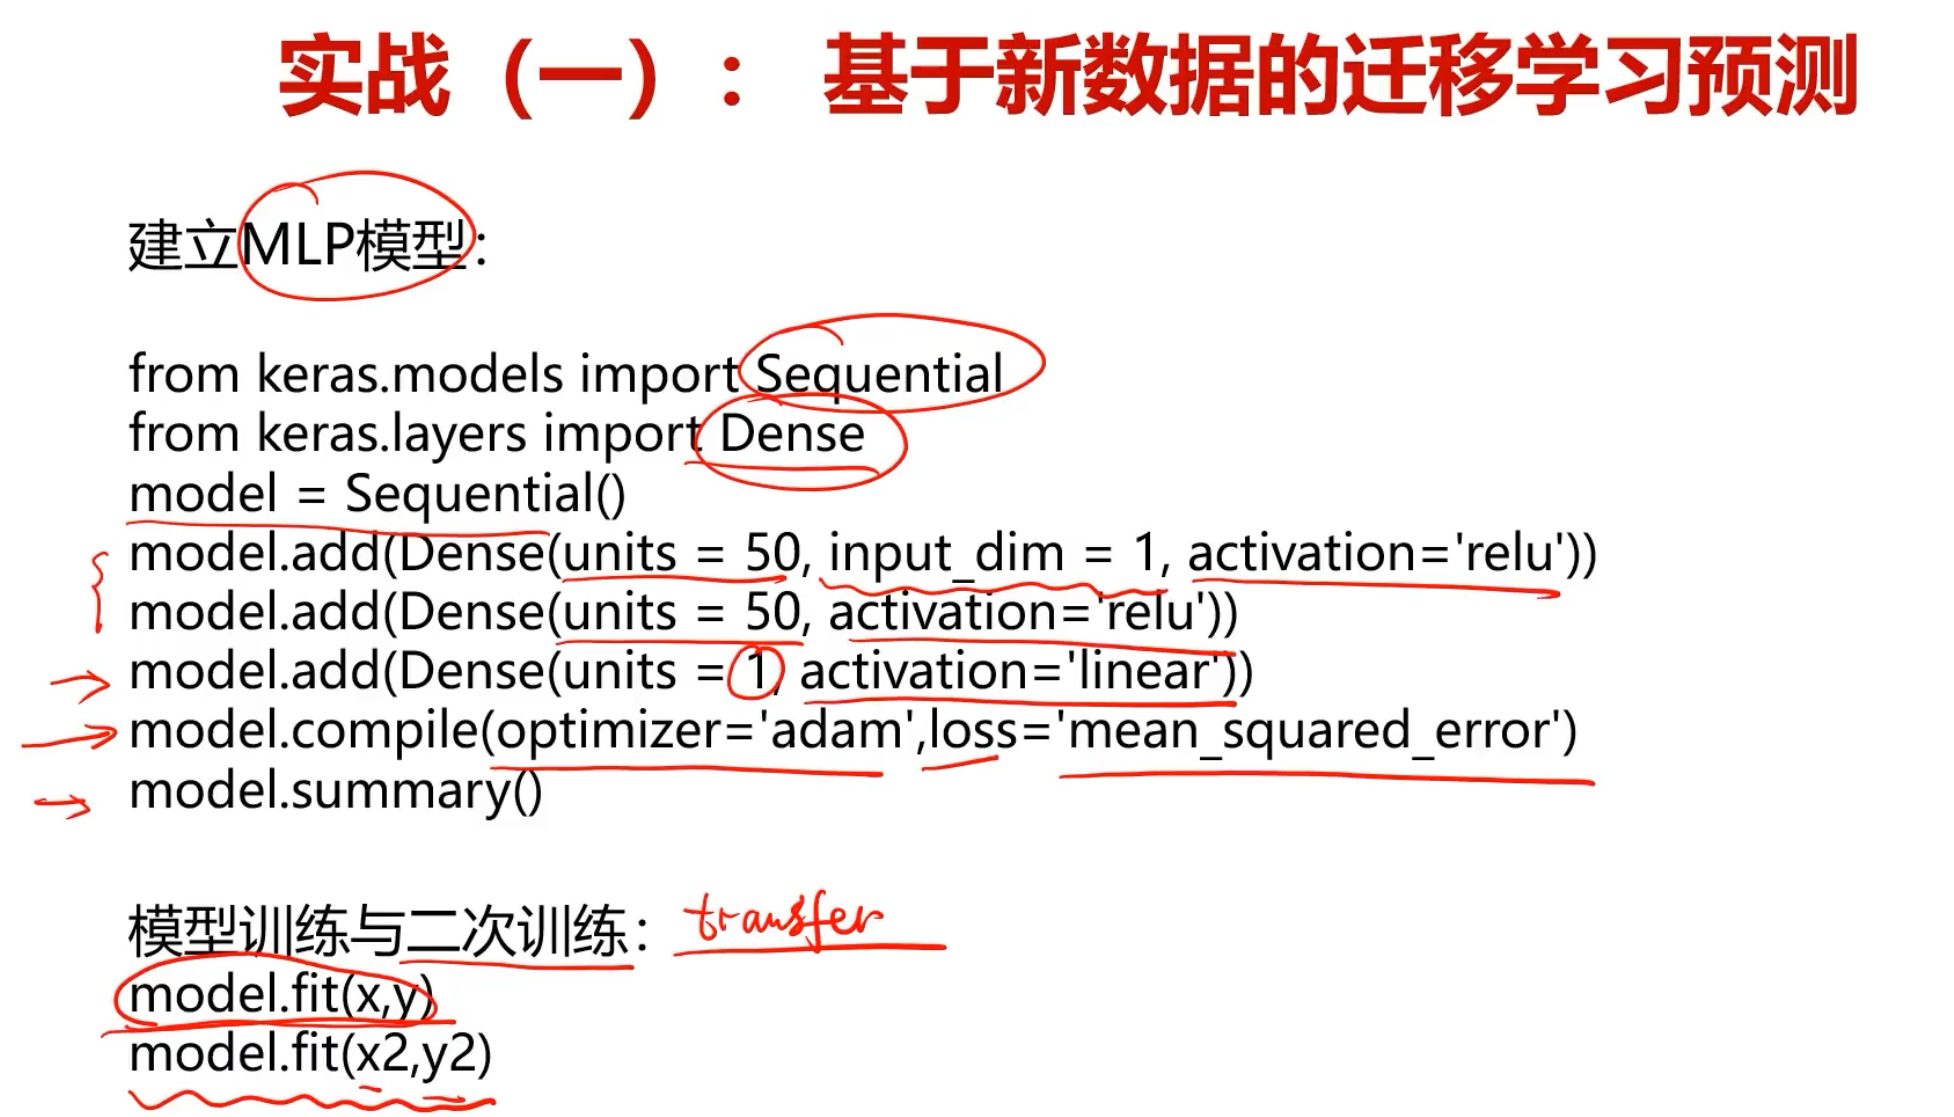 实战（一）： 基于新数据的迁移学习预测
建立MLP模型：
from keras.models import Sequential
from keras.layers import Dense
model = Sequential()
model.add(Dense(units = 50, input_dim = 1, activation='relu'))
model.add(Dense(units = 50, activation='relu'))
model.add(Dense(units = 1, activation='linear'))
model.compile(optimizer='adam',loss='mean_squared_error')
model.summary()
模型训练与二次训练： transfer
model.fit(x,y)
model.fit(x2,y2)